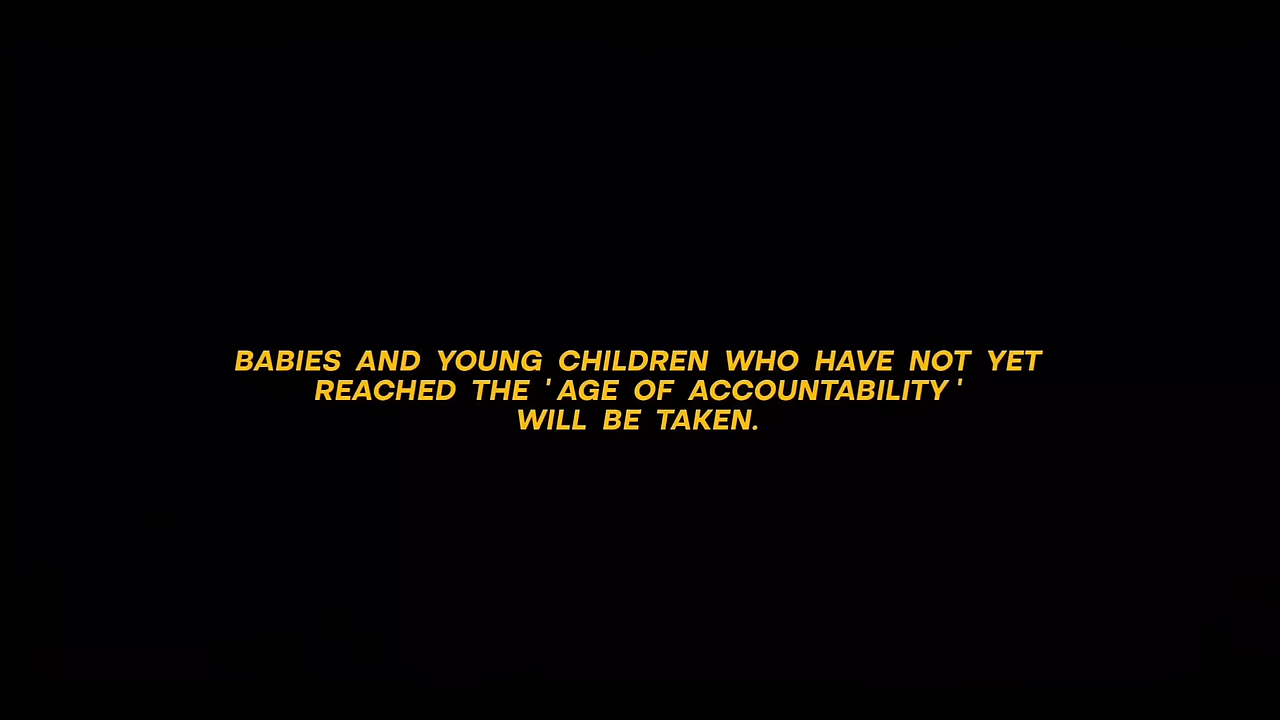 BABIES AND YOUNG CHILDREN WHO HAVE NOT YET
REACHED THE 'AGE OF ACCOUNTABILITY'
WILL BE TAKEN.